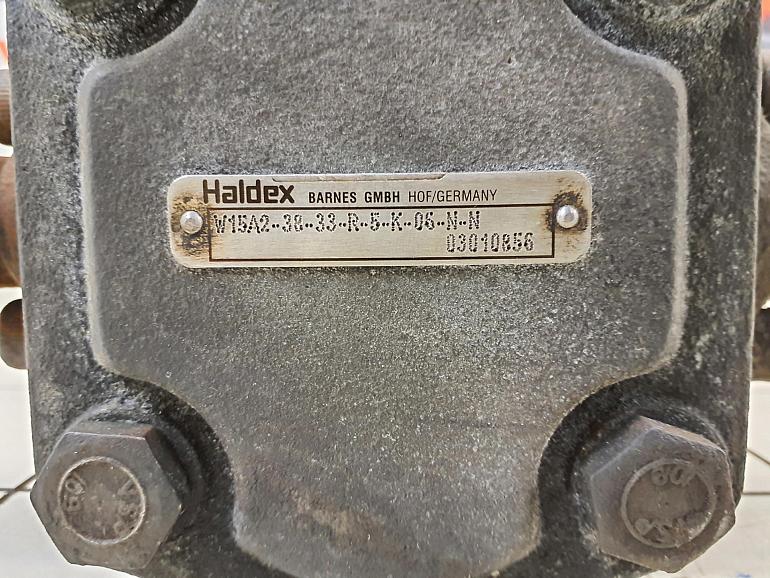 Haldex BARNES GMBH HOF/GERMANY
W15A2-38-33-R-5-K-06-N-N
03010856